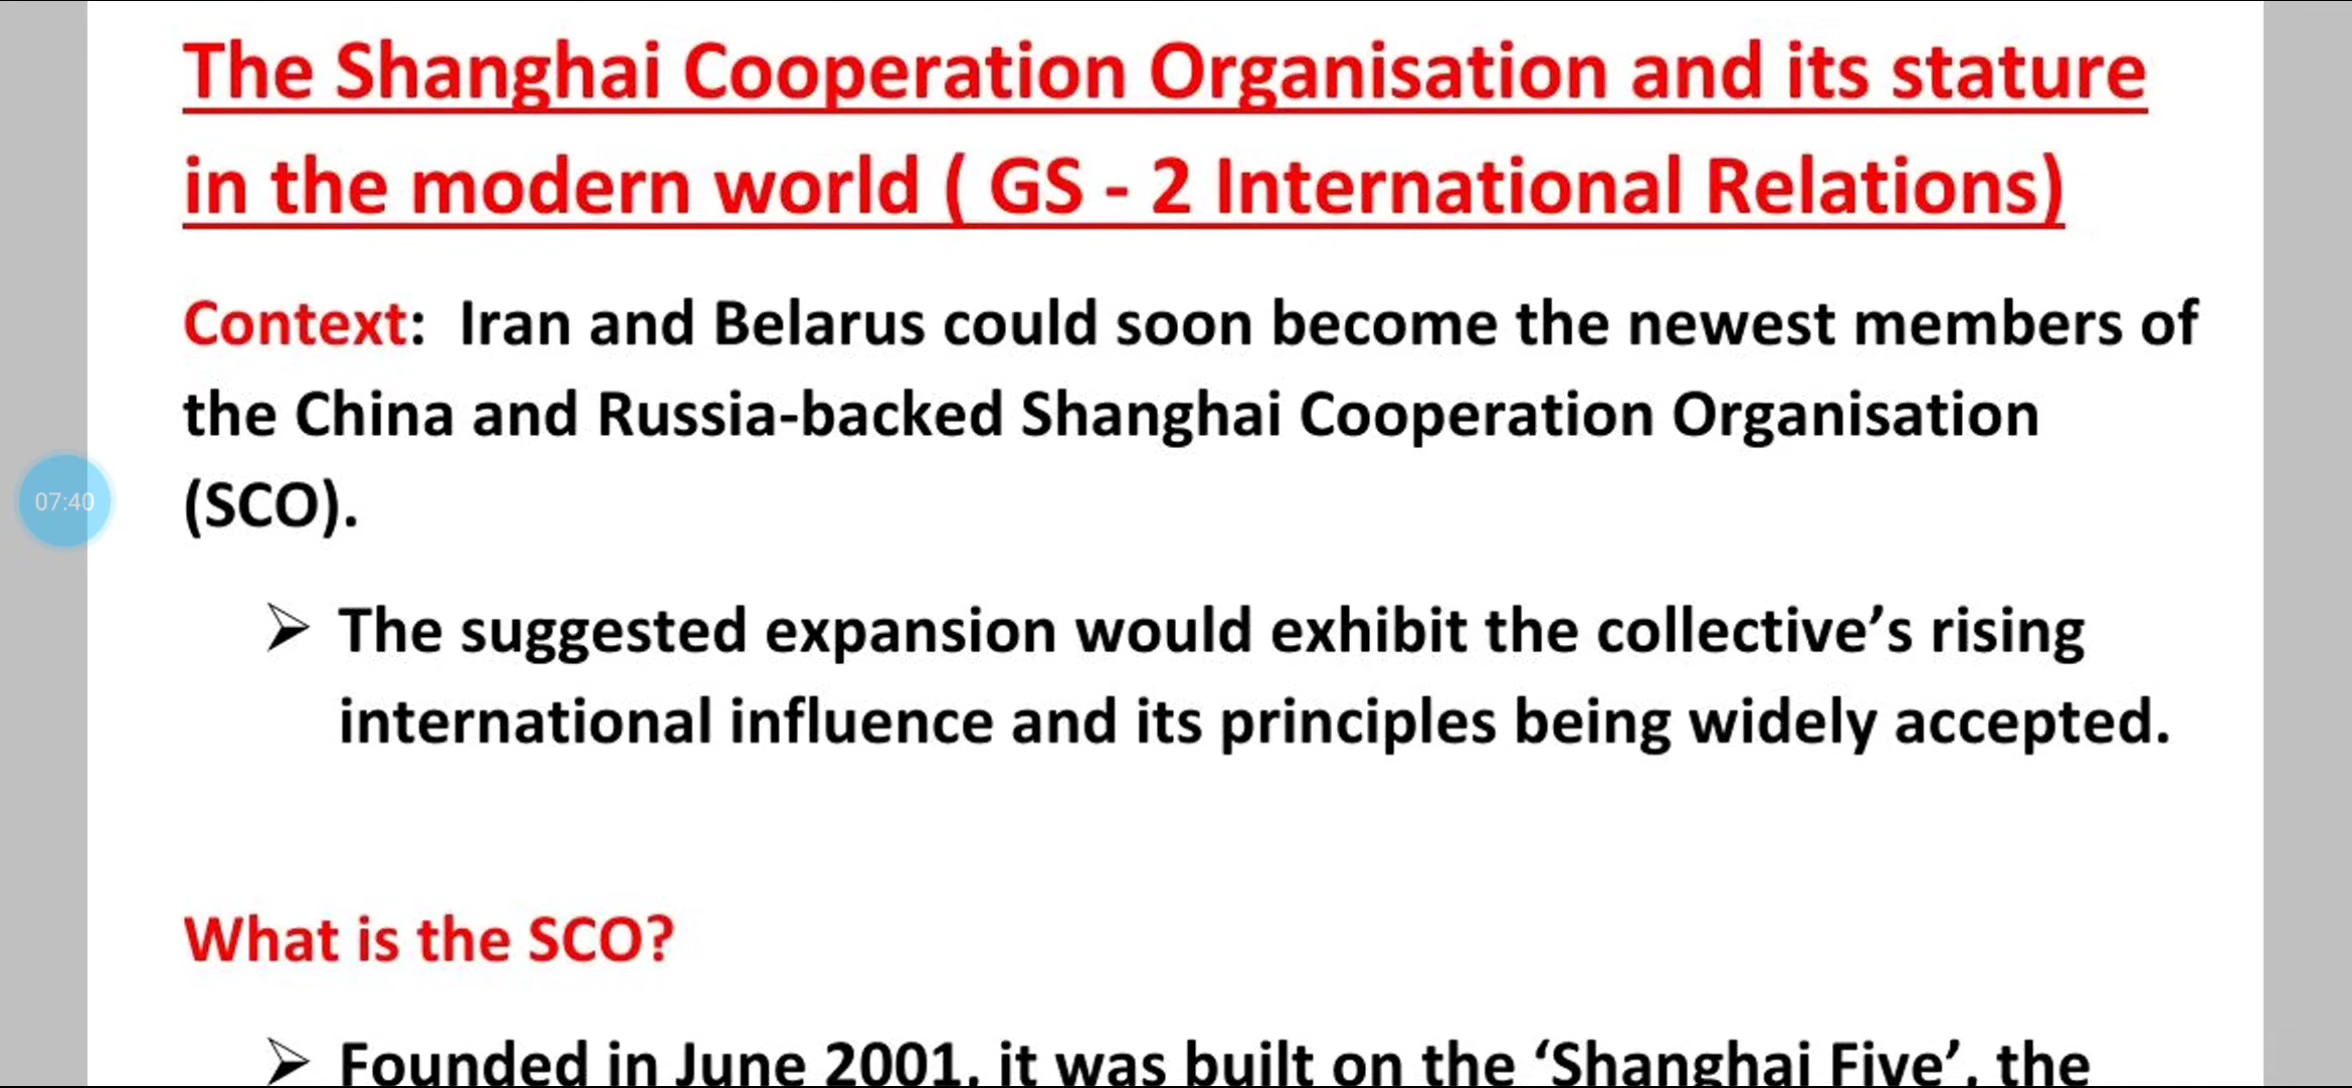 The Shanghai Cooperation Organisation and its stature
in the modern world ( GS - 2 International Relations)
Context:  Iran and Belarus could soon become the newest members of
the China and Russia-backed Shanghai Cooperation Organisation
07:40
(SCO).
➢ The suggested expansion would exhibit the collective’s rising
international influence and its principles being widely accepted.
What is the SCO?
➢ Founded in June 2001, it was built on the ‘Shanghai Five’, the